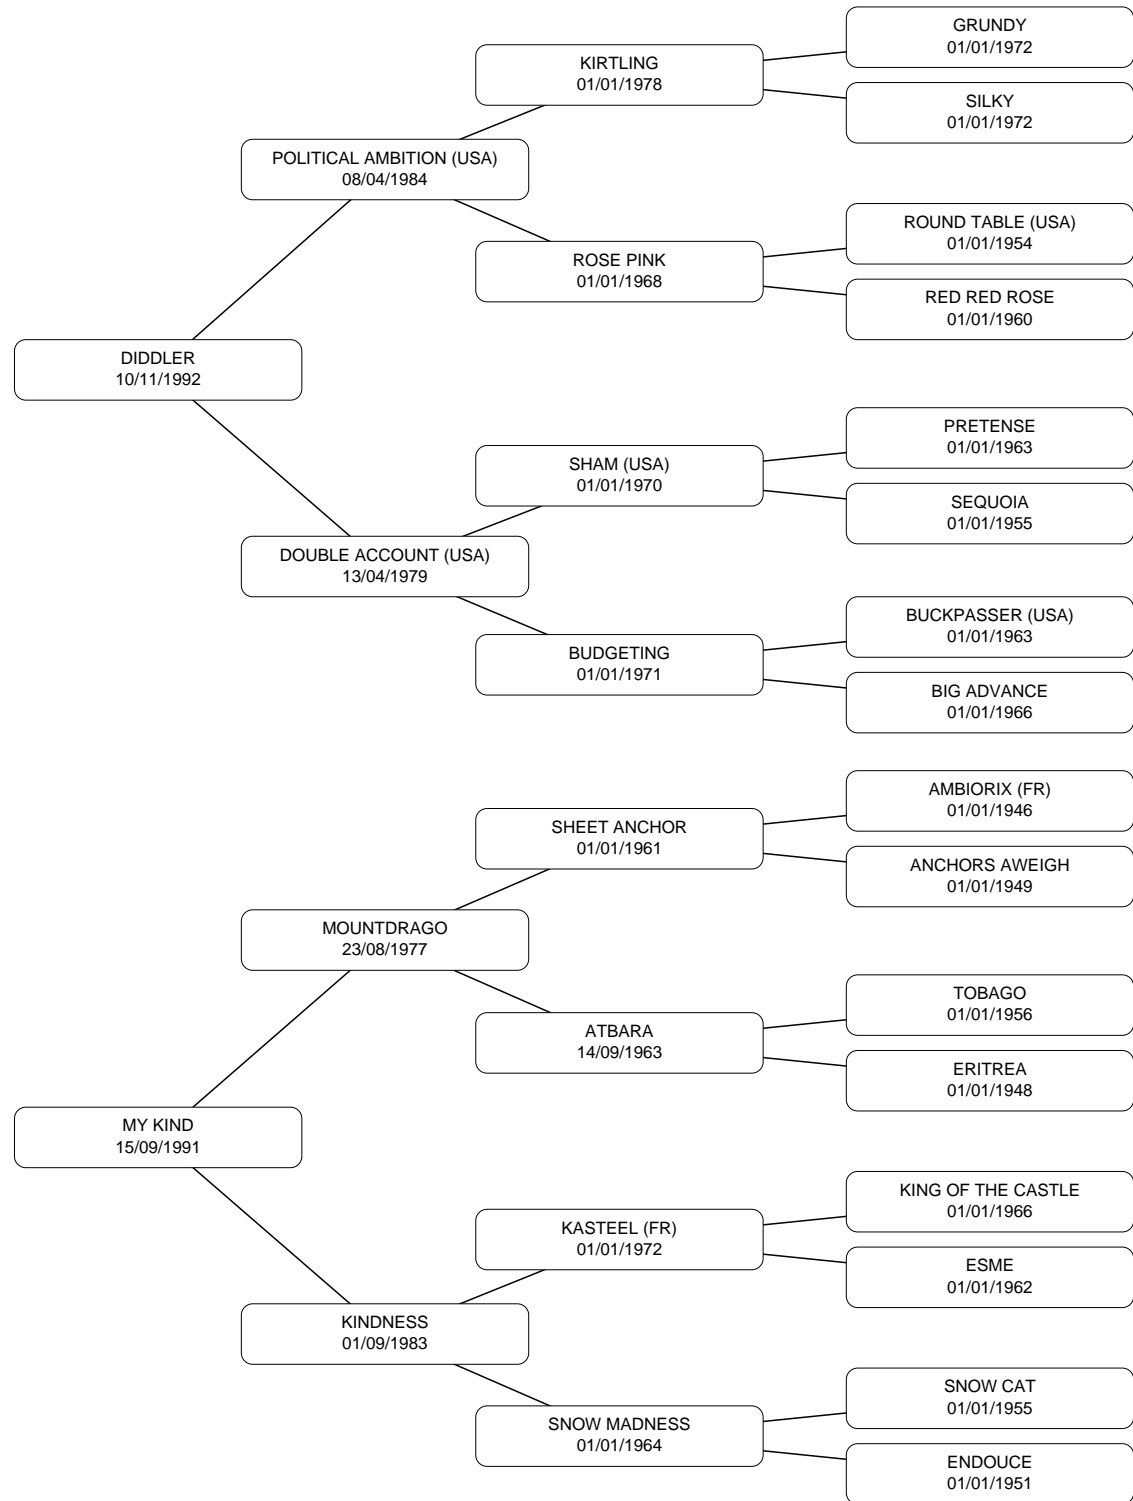 GRUNDY
01/01/1972
KIRTLING
01/01/1978
SILKY
01/01/1972
POLITICAL AMBITION (USA)
08/04/1984
ROUND TABLE (USA)
01/01/1954
ROSE PINK
01/01/1968
RED RED ROSE
01/01/1960
DIDDLER
10/11/1992
PRETENSE
01/01/1963
SHAM (USA)
01/01/1970
SEQUOIA
01/01/1955
DOUBLE ACCOUNT (USA)
13/04/1979
BUCKPASSER (USA)
01/01/1963
BUDGETING
01/01/1971
BIG ADVANCE
01/01/1966
AMBIORIX (FR)
01/01/1946
SHEET ANCHOR
01/01/1961
ANCHORS AWEIGH
01/01/1949
MOUNTDRAGO
23/08/1977
TOBAGO
01/01/1956
ATBARA
14/09/1963
ERITREA
01/01/1948
MY KIND
15/09/1991
KING OF THE CASTLE
01/01/1966
KASTEEL (FR)
01/01/1972
ESME
01/01/1962
KINDNESS
01/09/1983
SNOW CAT
01/01/1955
SNOW MADNESS
01/01/1964
ENDOUCE
01/01/1951